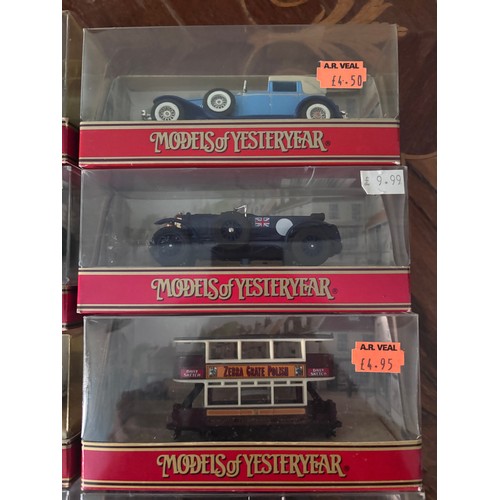 A.R. VEAL
£4.50
MODELS of YESTERYEAR®
£9.99
MODELS of YESTERYEAR®
A.R. VEAL
£4.95
ZEBRA GRATE POLISH
MODELS of YESTERYEAR®